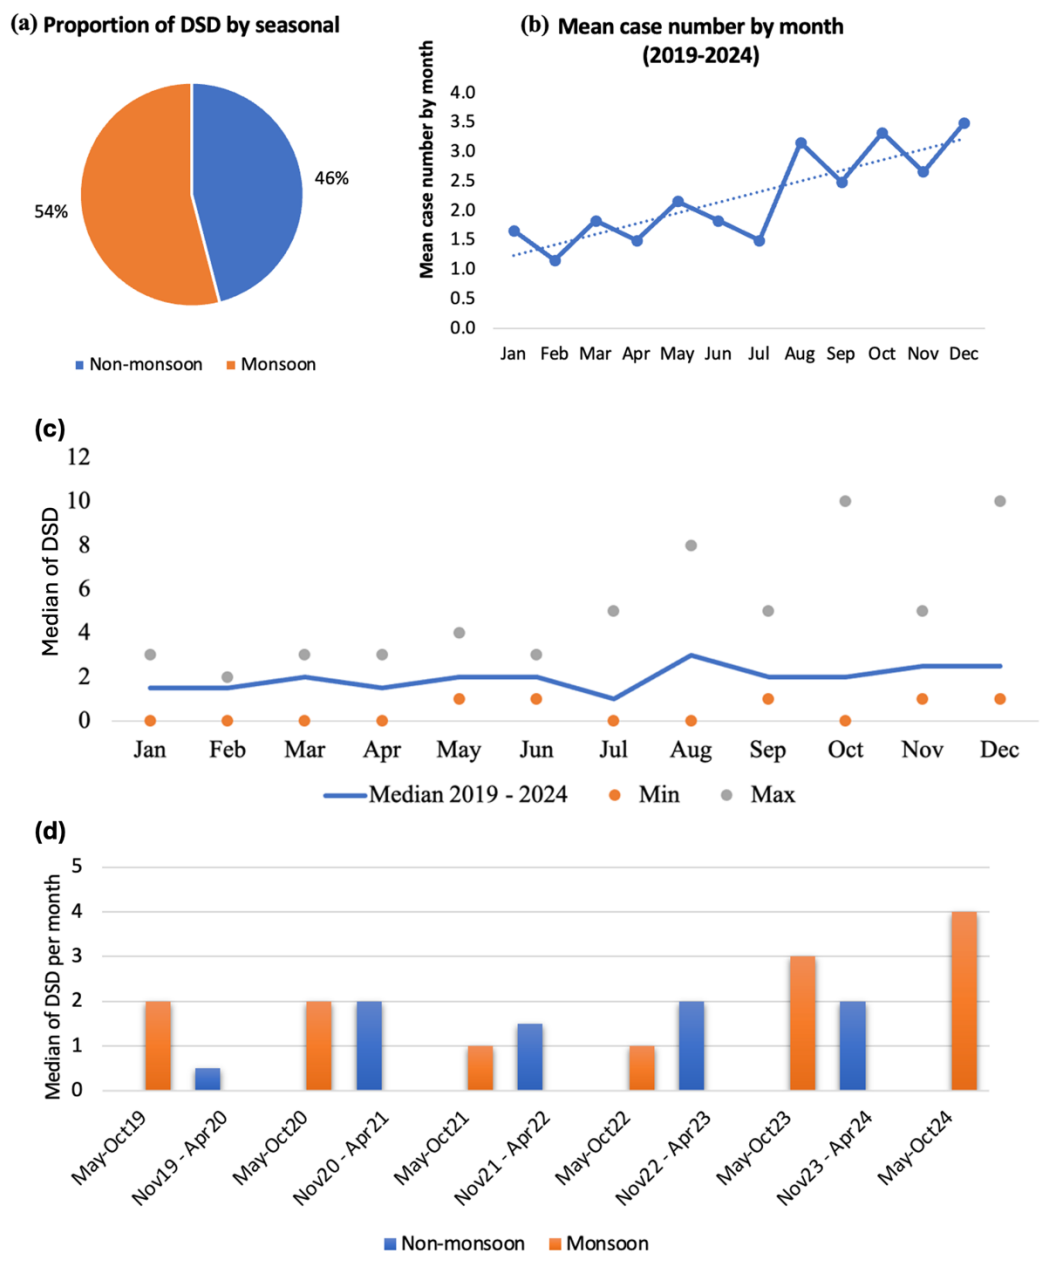 (a) Proportion of DSD by seasonal
46%
54%
Non-monsoon Monsoon
(b) Mean case number by month
(2019-2024)
Mean case number by month
4.0
3.5
3.0
2.5
2.0
1.5
1.0
0.5
0.0
Jan Feb Mar Apr May Jun Jul Aug Sep Oct Nov Dec
(c)
Median of DSD
12
10
8
6
4
2
0
Jan Feb Mar Apr May Jun Jul Aug Sep Oct Nov Dec
Median 2019 - 2024 Min Max
(d)
Median of DSD per month
5
4
3
2
1
0
May-Oct19
Nov19 - Apr20
May-Oct20
Nov20 - Apr21
May-Oct21
Nov21 - Apr22
May-Oct22
Nov22 - Apr23
May-Oct23
Nov23 - Apr24
May-Oct24
Non-monsoon Monsoon